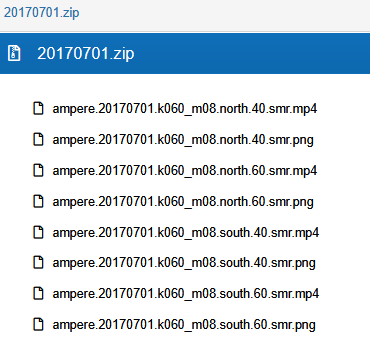 20170701.zip
20170701.zip
ampere.20170701.k060_m08.north.40.smr.mp4
ampere.20170701.k060_m08.north.40.smr.png
ampere.20170701.k060_m08.north.60.smr.mp4
ampere.20170701.k060_m08.north.60.smr.png
ampere.20170701.k060_m08.south.40.smr.mp4
ampere.20170701.k060_m08.south.40.smr.png
ampere.20170701.k060_m08.south.60.smr.mp4
ampere.20170701.k060_m08.south.60.smr.png